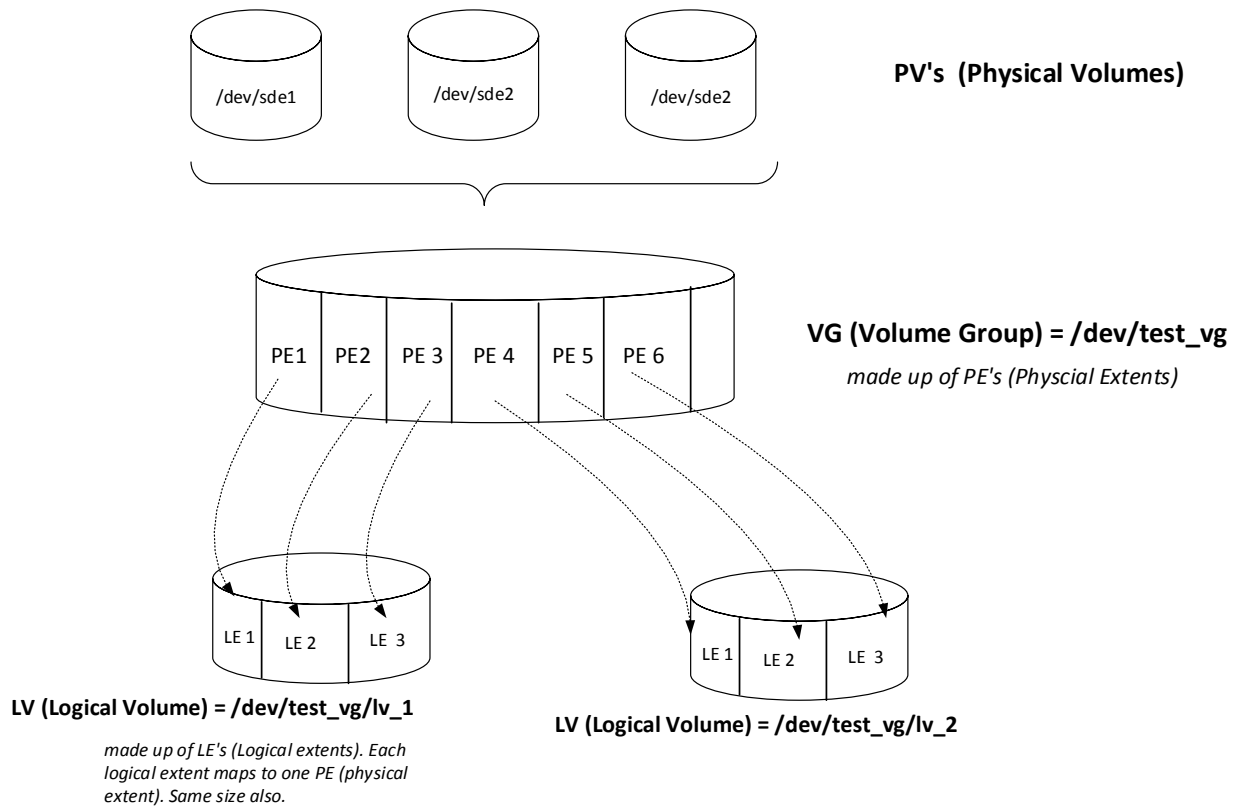 PV's (Physical Volumes)
/dev/sde1
/dev/sde2
/dev/sde2
VG (Volume Group) = /dev/test_vg
made up of PE's (Physcial Extents)
PE1
PE2
PE 3
PE 4
PE 5
PE 6
LE 1
LE 2
LE 3
LV (Logical Volume) = /dev/test_vg/lv_1
made up of LE's (Logical extents). Each
logical extent maps to one PE (physical
extent). Same size also.
LE 1
LE 2
LE 3
LV (Logical Volume) = /dev/test_vg/lv_2